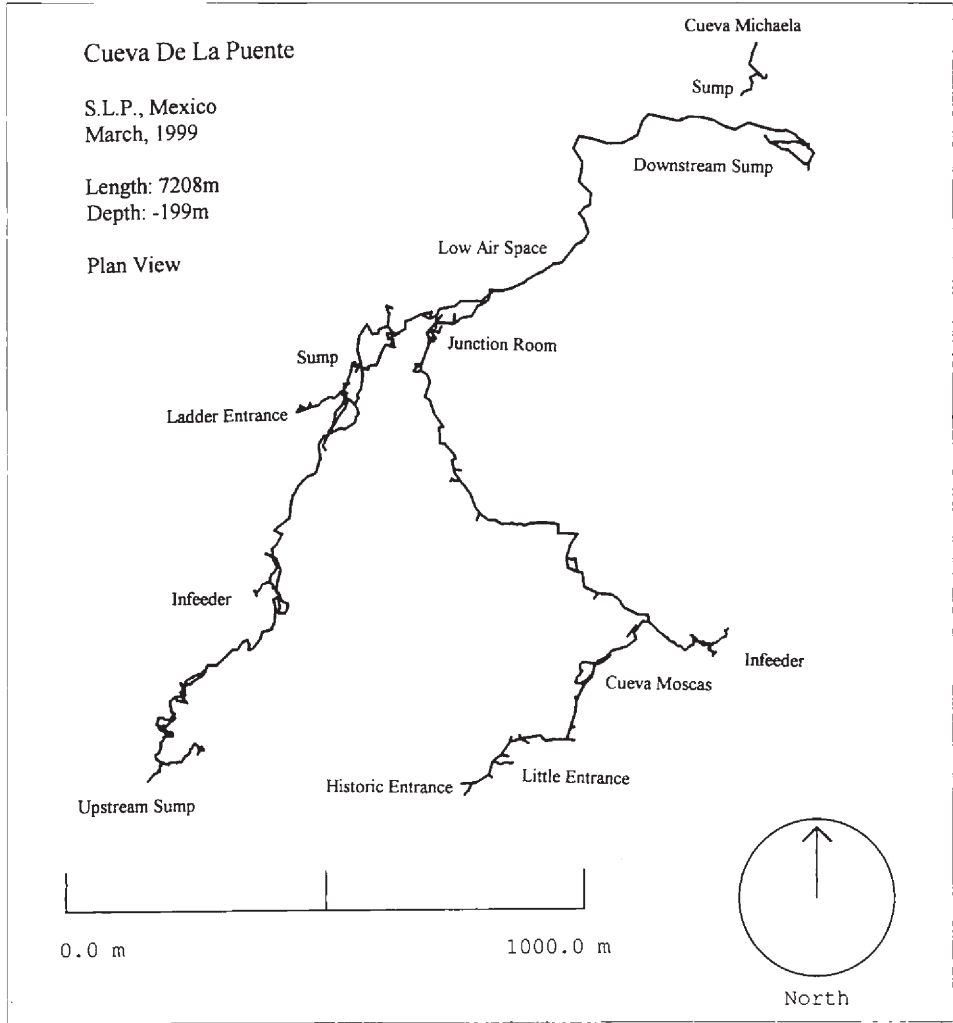 Cueva De La Puente
S.L.P., Mexico
March, 1999
Length: 7208m
Depth: -199m
Plan View
Cueva Michaela
Sump
Downstream Sump
Low Air Space
Junction Room
Sump
Ladder Entrance
Infeeder
Infeeder
Cueva Moscas
Little Entrance
Historic Entrance
Upstream Sump
0.0 m
1000.0 m
North